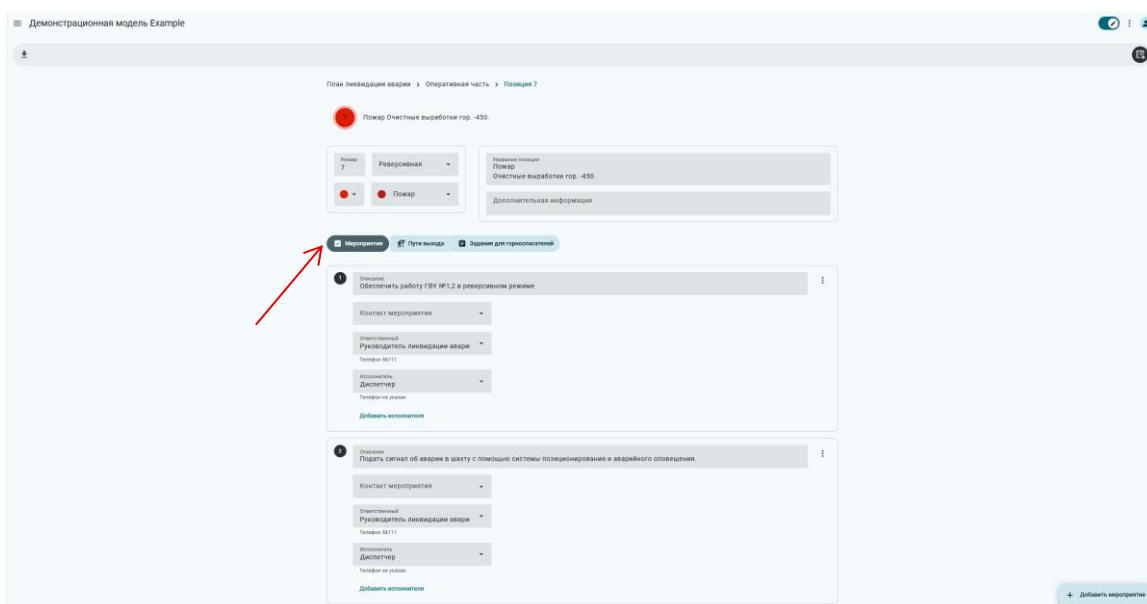 Демонстрационная модель Example
План ликвидации аварии > Оперативная часть > Позиция 7
7 Пожар Очистные выработки гор. -450.
Номер
7
Реверсивная
Пожар
Название позиции
Пожар
Очистные выработки гор. -450.
Дополнительная информация
Мероприятия Пути выхода Задания для горноспасателей
1
Описание
Обеспечить работу ГВУ №1,2 в реверсивном режиме
Контакт мероприятия
Ответственный
Руководитель ликвидации авари
Телефон 56111
Исполнитель
Диспетчер
Телефон не указан
Добавить исполнителя
2
Описание
Подать сигнал об аварии в шахту с помощью системы позиционирования и аварийного оповещения.
Контакт мероприятия
Ответственный
Руководитель ликвидации авари
Телефон 56111
Исполнитель
Диспетчер
Телефон не указан
Добавить исполнителя
+ Добавить мероприятие